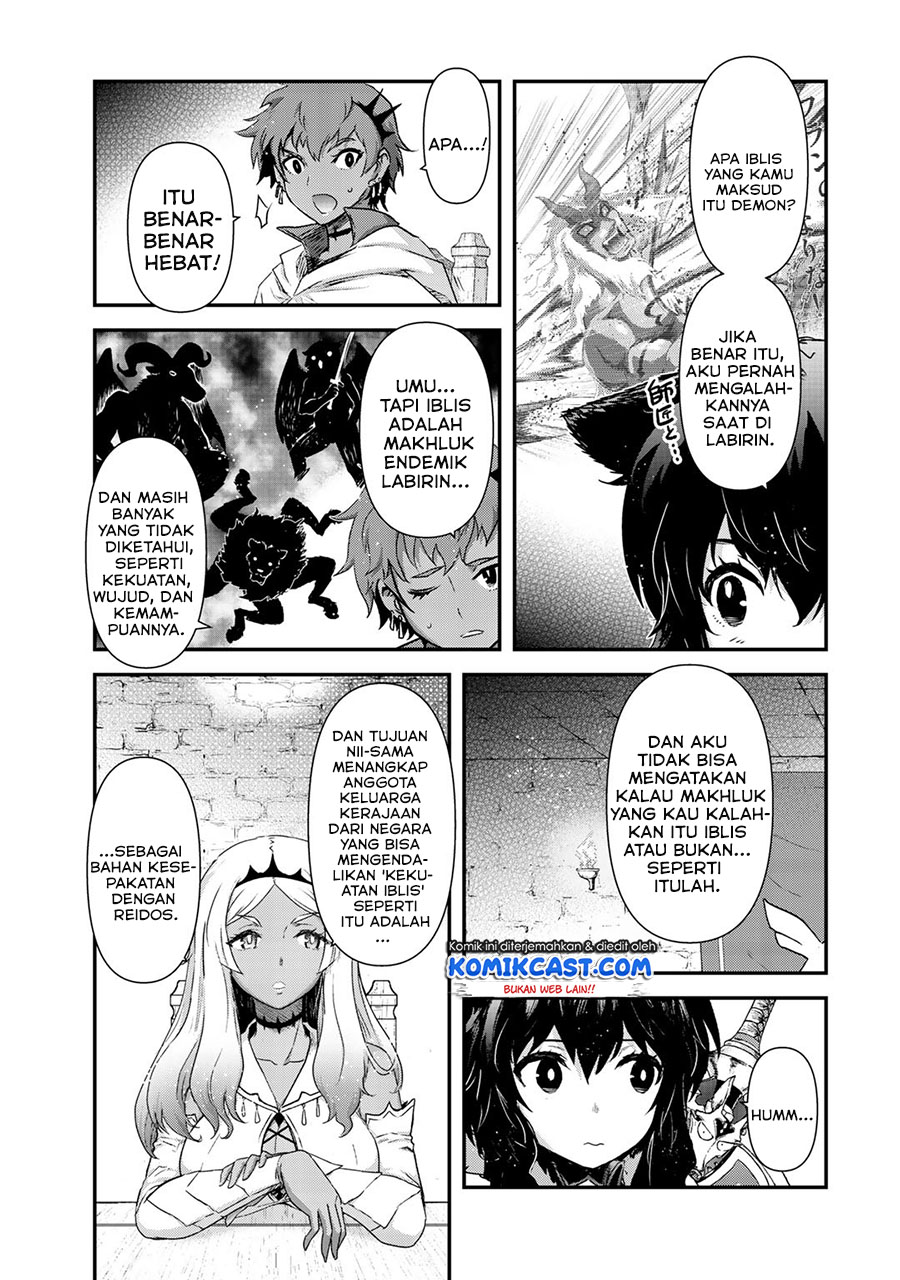 APA IBLIS
YANG KAMU
MAKSUD
ITU DEMON?
JIKA
BENAR ITU,
AKU PERNAH
MENGALAH-
KANNYA
SAAT DI
LABIRIN.
師匠と…
APA...!
ITU
BENAR-
BENAR
HEBAT!
UMU...
TAPI IBLIS
ADALAH
MAKHLUK
ENDEMIK
LABIRIN...
DAN MASIH
BANYAK
YANG TIDAK
DIKETAHUI,
SEPERTI
KEKUATAN,
WUJUD, DAN
KEMAM-
PUANNYA.
DAN AKU
TIDAK BISA
MENGATAKAN
KALAU MAKHLUK
YANG KAU KALAH-
KAN ITU IBLIS
ATAU BUKAN...
SEPERTI
ITULAH.
DAN TUJUAN
NII-SAMA
MENANGKAP
ANGGOTA
KELUARGA
KERAJAAN
DARI NEGARA
YANG BISA
MENGENDA-
LIKAN 'KEKU-
ATAN IBLIS'
SEPERTI
ITU ADALAH
...
...SEBAGAI
BAHAN KESE-
PAKATAN
DENGAN
REIDOS.
Komik ini diterjemahkan & diedit oleh
KOMIKCAST.COM
BUKAN WEB LAIN!!
HUMM...